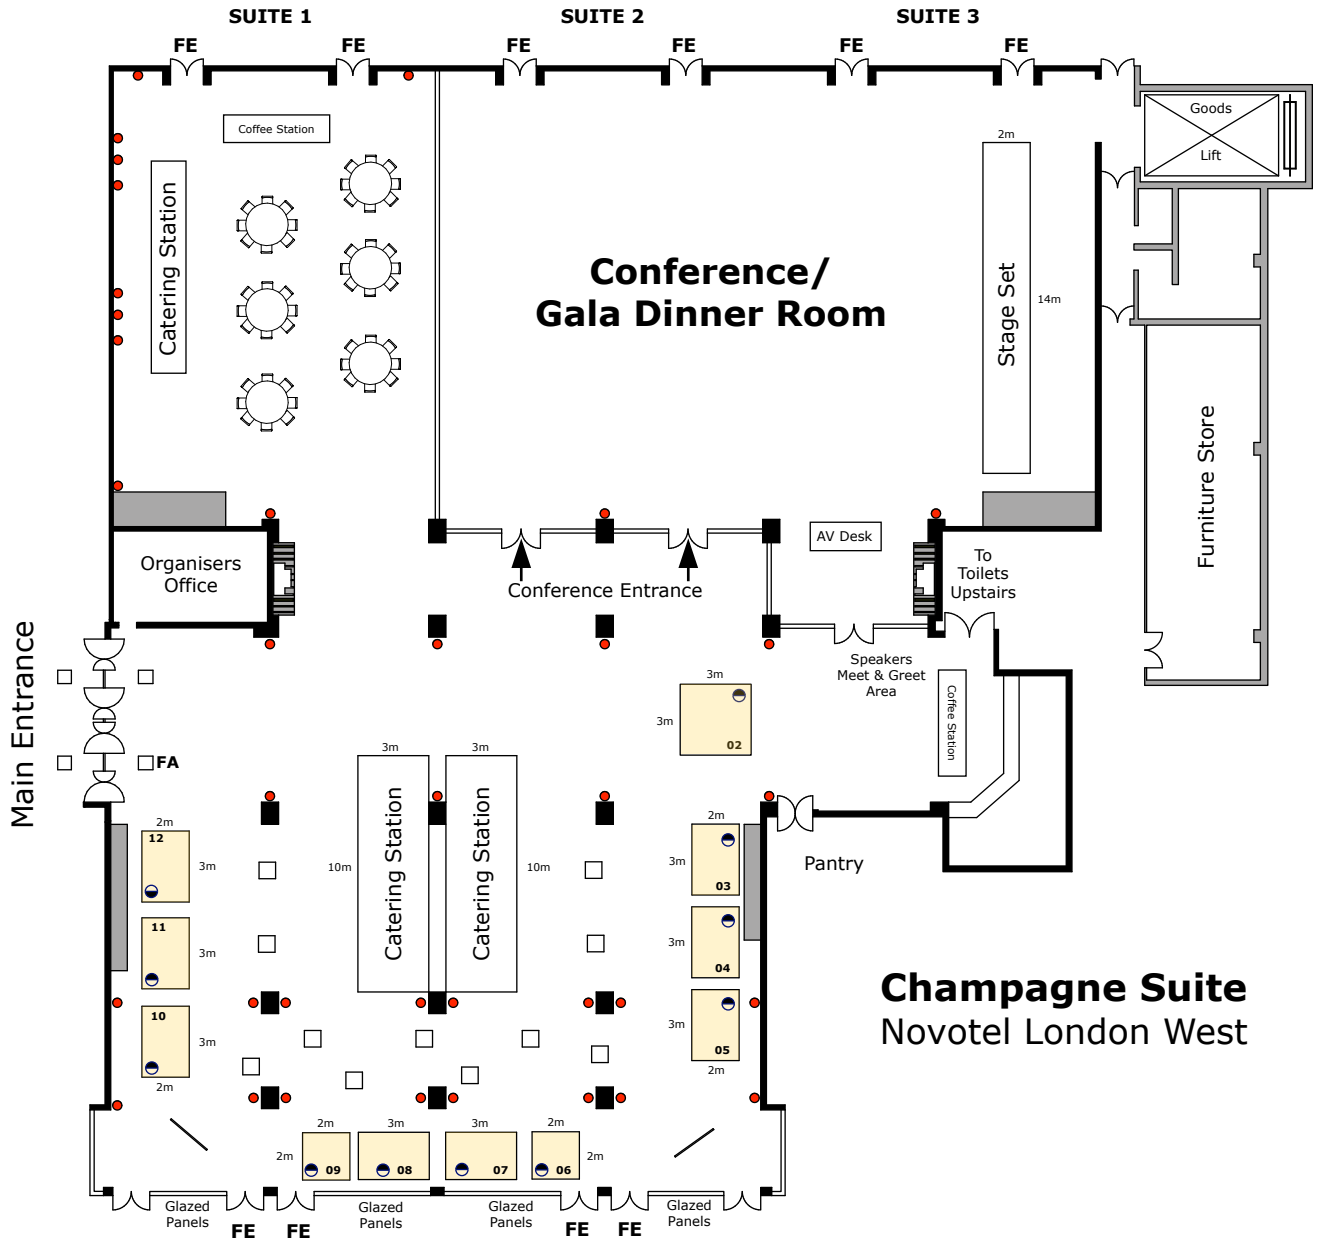 SUITE 1
SUITE 2
SUITE 3
FE
FE
FE
FE
FE
FE
Coffee Station
Catering Station
Conference/
Gala Dinner Room
2m
Stage Set
14m
Goods
Lift
Furniture Store
Organisers
Office
Conference Entrance
AV Desk
To
Toilets
Upstairs
Main Entrance
FA
Speakers
Meet & Greet
Area
Coffee Station
3m
3m
02
3m
3m
10m
Catering Station
Catering Station
10m
Pantry
2m
12
3m
11
3m
10
3m
2m
2m
3m
03
3m
04
3m
05
2m
Champagne Suite
Novotel London West
2m
3m
3m
2m
2m
09
08
07
06
2m
Glazed
Panels
Glazed
Panels
Glazed
Panels
Glazed
Panels
FE
FE
FE
FE